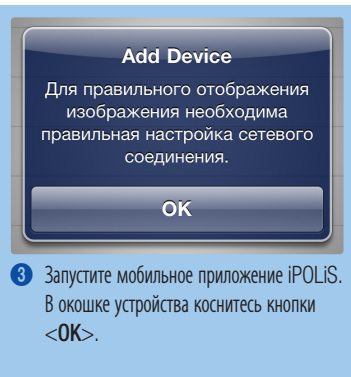 Add Device
Для правильного отображения
изображения необходима
правильная настройка сетевого
соединения.
OK
3 Запустите мобильное приложение iPOLiS.
В окошке устройства коснитесь кнопки
<OK>.